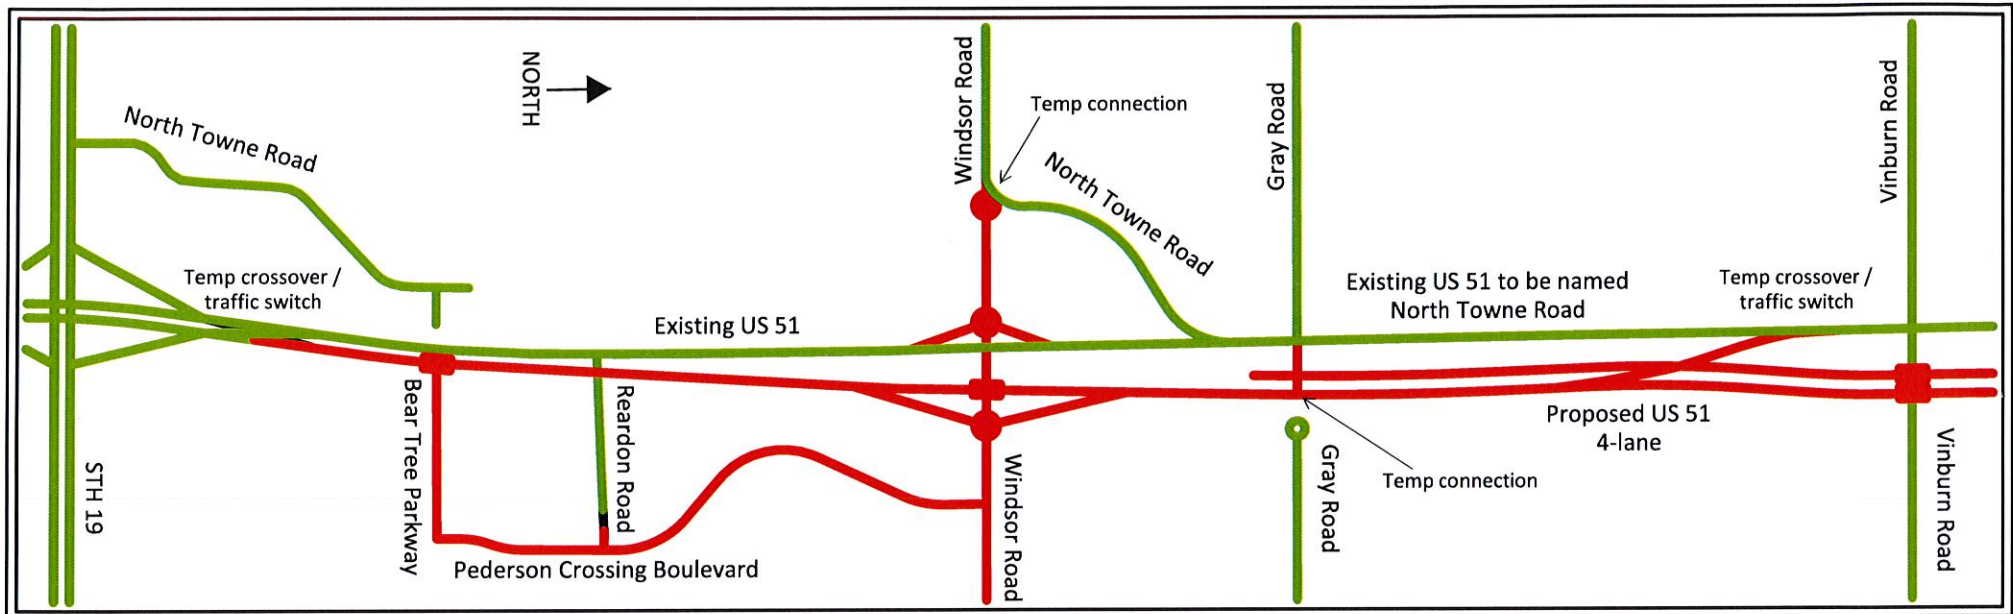 North Towne Road
NORTH
Windsor Road
Temp connection
North Towne Road
Gray Road
Vinburn Road
Temp crossover /
traffic switch
Existing US 51
Existing US 51 to be named
North Towne Road
Temp crossover /
traffic switch
STH 19
Bear Tree Parkway
Reardon Road
Pederson Crossing Boulevard
Windsor Road
Gray Road
Temp connection
Proposed US 51
4-lane
Vinburn Road